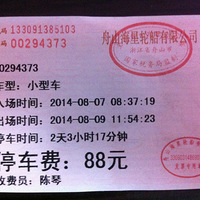 133091385103
00294373
舟山海星轮船有限公司
00294373
车型: 小型车
入场时间: 2014-08-07 08:37:19
出场时间: 2014-08-09 11:54:23
停车时间: 2天3小时17分钟
停车费: 88元
收费员: 陈琴